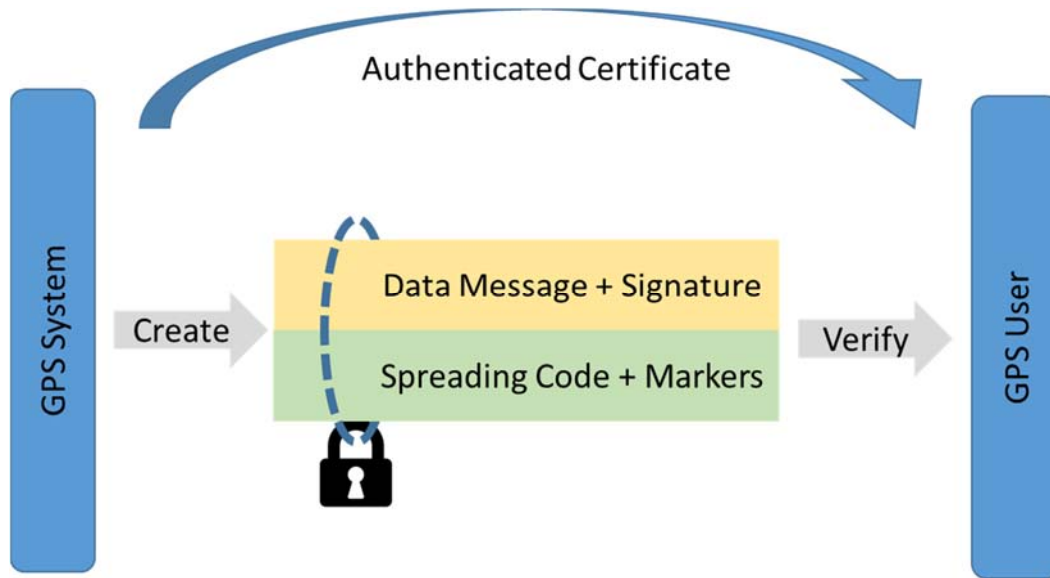 Authenticated Certificate
GPS System
Create
Data Message + Signature
Spreading Code + Markers
Verify
GPS User